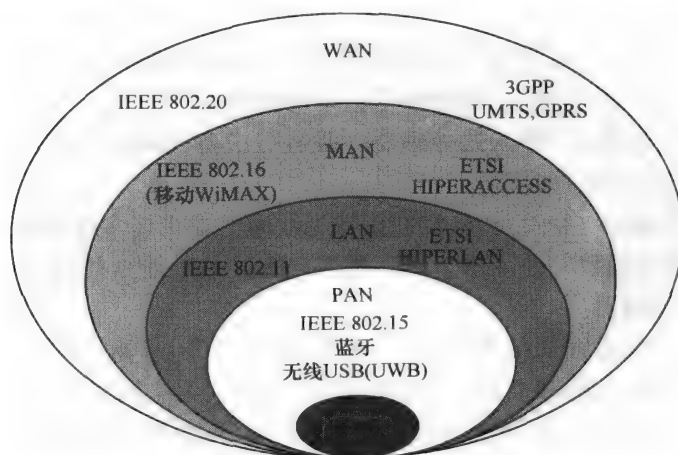 WAN
IEEE 802.20
3GPP
UMTS,GPRS
MAN
IEEE 802.16
(移动WiMAX)
ETSI
HIPERACCESS
LAN
IEEE 802.11
ETSI
HIPERLAN
PAN
IEEE 802.15
蓝牙
无线USB(UWB)